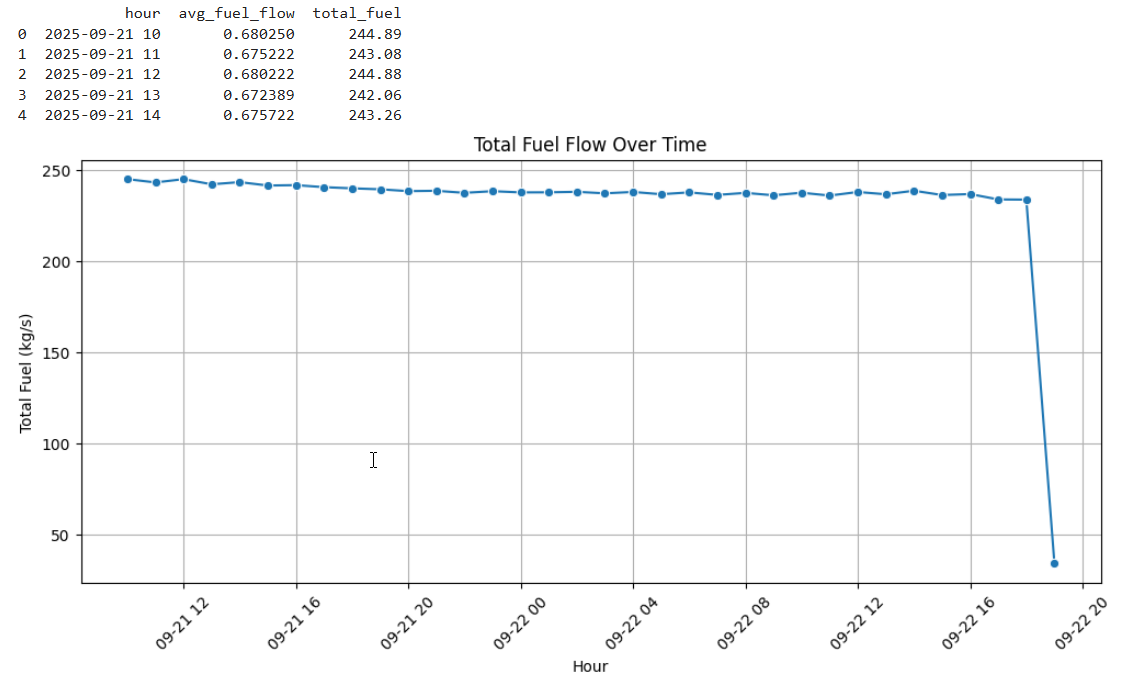 hour avg_fuel_flow total_fuel
0 2025-09-21 10 0.680250 244.89
1 2025-09-21 11 0.675222 243.08
2 2025-09-21 12 0.680222 244.88
3 2025-09-21 13 0.672389 242.06
4 2025-09-21 14 0.675722 243.26
Total Fuel Flow Over Time
250
200
150
100
50
Total Fuel (kg/s)
09-21 12
09-21 16
09-21 20
09-22 00
09-22 04
09-22 08
09-22 12
09-22 16
09-22 20
Hour